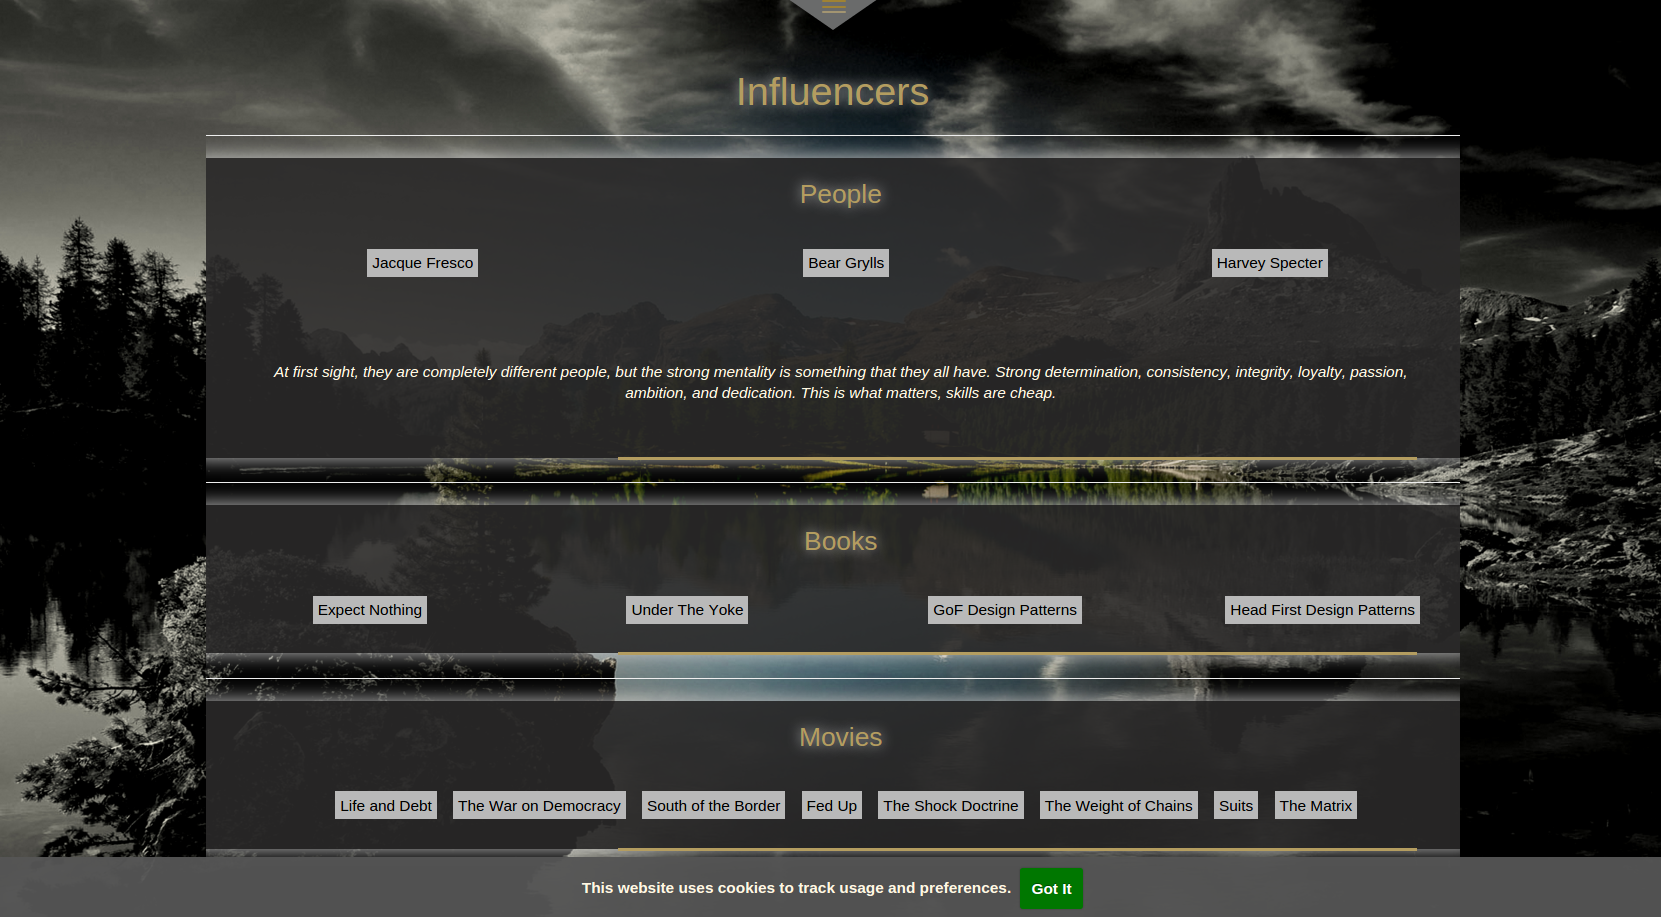 Influencers
People
Jacque Fresco
Bear Grylls
Harvey Specter
At first sight, they are completely different people, but the strong mentality is something that they all have. Strong determination, consistency, integrity, loyalty, passion,
ambition, and dedication. This is what matters, skills are cheap.
Books
Expect Nothing
Under The Yoke
GoF Design Patterns
Head First Design Patterns
Movies
Life and Debt
The War on Democracy
South of the Border
Fed Up
The Shock Doctrine
The Weight of Chains
Suits
The Matrix
This website uses cookies to track usage and preferences.
Got It